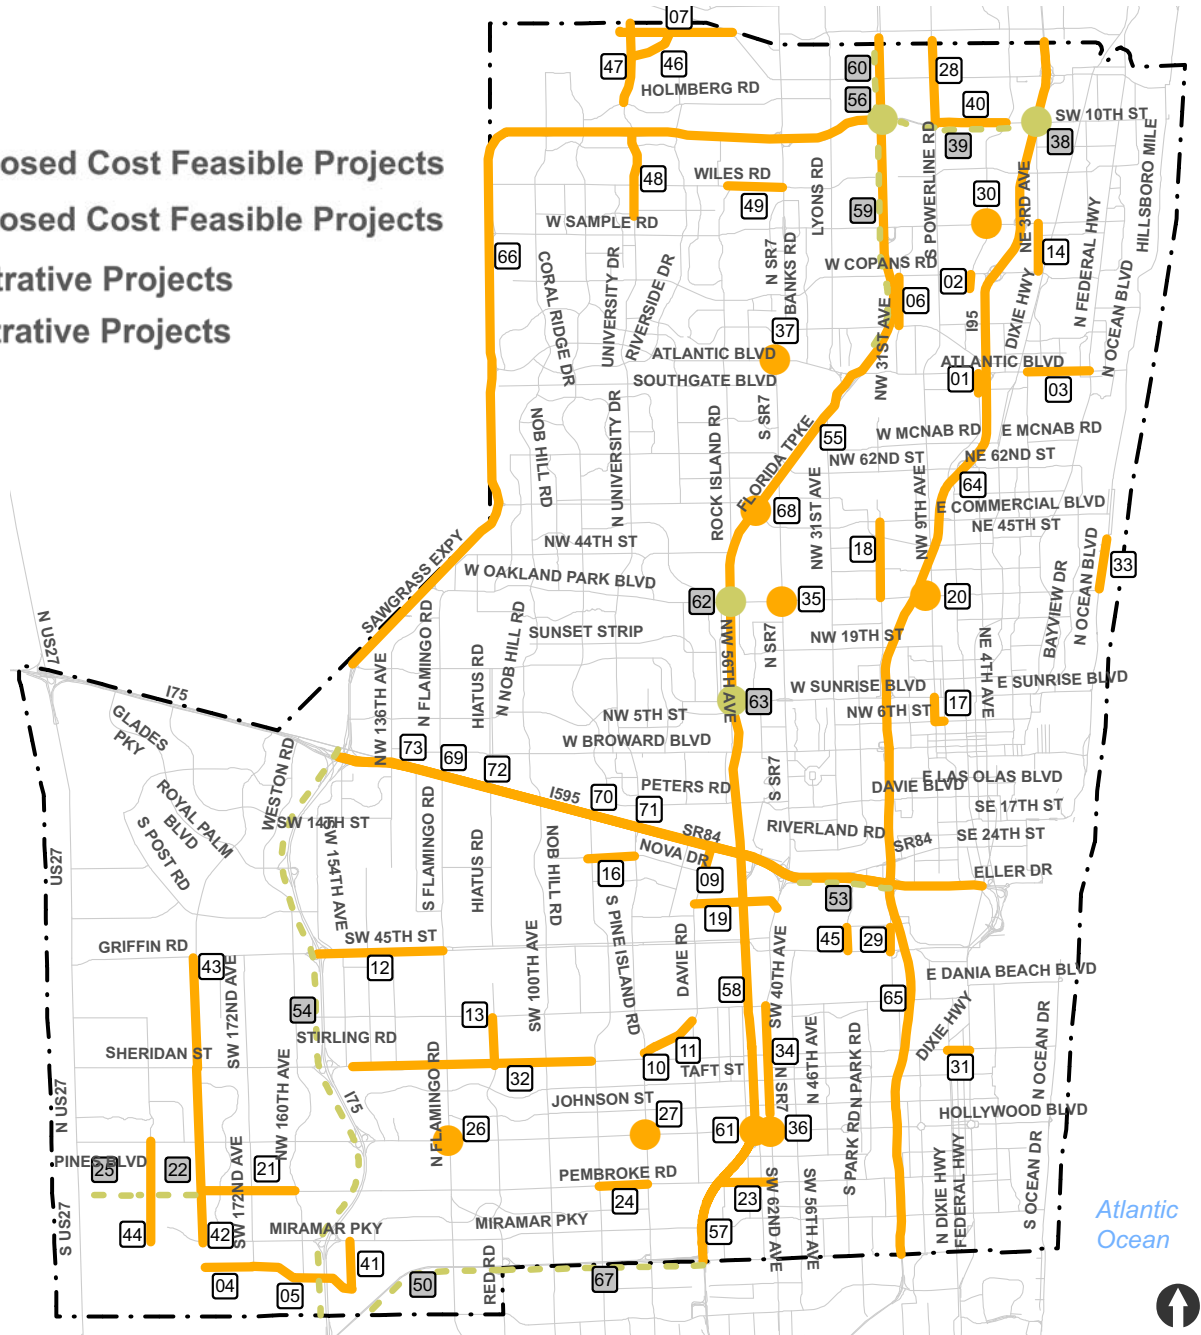 07
47
46
60
28
HOLMBERG RD
56
40
SW 10TH ST
39
38
osed Cost Feasible Projects
48
WILES RD
49
LYONS RD
S POWERLINE RD
30
NE 3RD AVE
HILLSBORO MILE
osed Cost Feasible Projects
W SAMPLE RD
59
14
N FEDERAL HWY
66
CORAL RIDGE DR
UNIVERSITY DR
RIVERSIDE DR
N SR7
BANKS RD
W COPANS RD
02
trative Projects
06
I95
DIXIE HWY
N OCEAN BLVD
trative Projects
37
NW 31ST AVE
ATLANTIC BLVD
ATLANTIC BLVD
SOUTHGATE BLVD
01
03
NOB HILL RD
N UNIVERSITY DR
ROCK ISLAND RD
S SR7
FLORIDA TPKE
55
W MCNAB RD
E MCNAB RD
NW 62ND ST
NE 62ND ST
64
NW 31ST AVE
NW 9TH AVE
68
E COMMERCIAL BLVD
NE 45TH ST
NW 44TH ST
18
33
SAWGRASS EXPY
W OAKLAND PARK BLVD
BAYVIEW DR
N OCEAN BLVD
62
35
20
N US27
N FLAMINGO RD
N NOB HILL RD
SUNSET STRIP
NW 56TH AVE
N SR7
NW 19TH ST
NE 4TH AVE
HIATUS RD
NW 136TH AVE
I75
W SUNRISE BLVD
E SUNRISE BLVD
63
17
GLADES
PKY
NW 5TH ST
NW 6TH ST
W BROWARD BLVD
73
69
72
WESTON RD
S SR7
E LAS OLAS BLVD
DAVIE BLVD
PETERS RD
I595
70
71
SE 17TH ST
ROYAL PALM
BLVD
S POST RD
SW 14TH ST
SW 154TH AVE
S FLAMINGO RD
HIATUS RD
NOB HILL RD
SR84
RIVERLAND RD
SR84
SE 24TH ST
NOVA DR
US27
16
09
ELLER DR
S PINE ISLAND RD
53
19
GRIFFIN RD
SW 45TH ST
SW 100TH AVE
DAVIE RD
SW 40TH AVE
45
29
12
43
SW 172ND AVE
E DANIA BEACH BLVD
58
65
54
13
DIXIE HWY
STIRLING RD
N OCEAN DR
SHERIDAN ST
11
34
10
TAFT ST
31
N FLAMINGO RD
32
NW 160TH AVE
N SR7
N 46TH AVE
N PARK RD
N US27
I75
JOHNSON ST
27
HOLLYWOOD BLVD
26
61
36
S PARK RD
PINES BLVD
25
22
21
SW 172ND AVE
PEMBROKE RD
24
23
SW 62ND AVE
SW 56TH AVE
N DIXIE HWY
FEDERAL HWY
S OCEAN DR
S US27
44
42
MIRAMAR PKY
MIRAMAR PKY
57
Atlantic
Ocean
41
RED RD
04
05
50
67